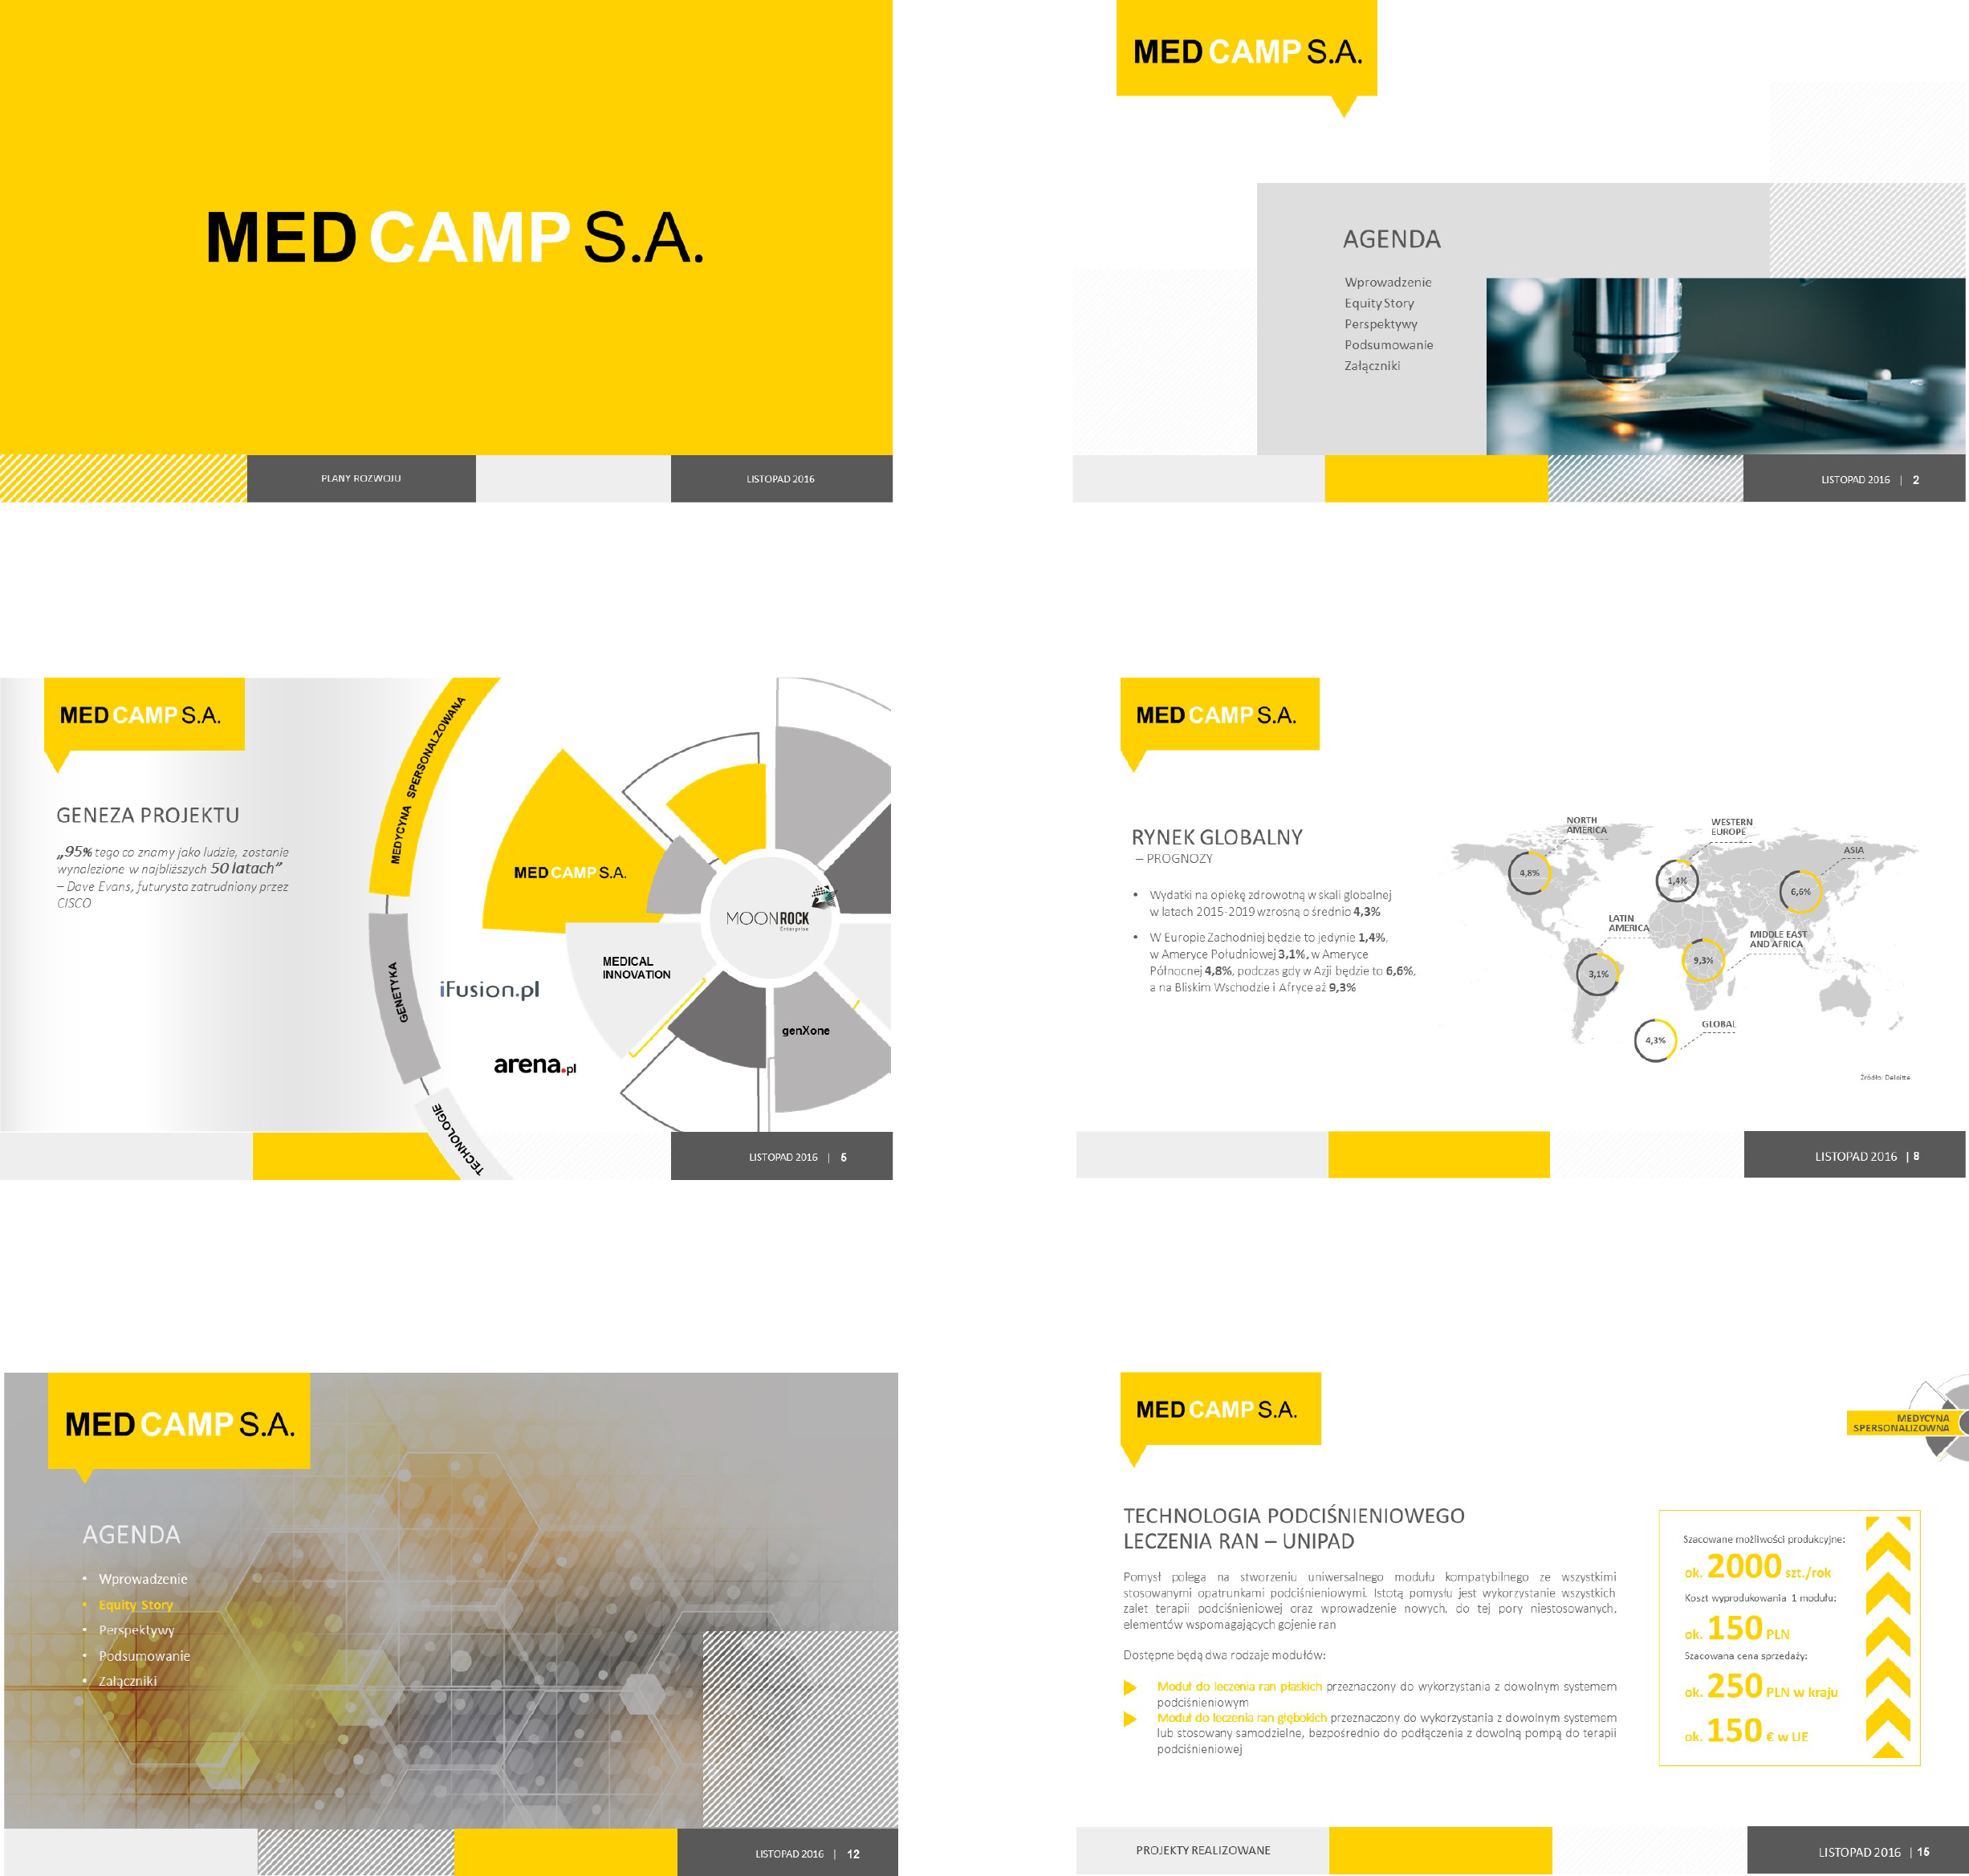 MED CAMP S.A.
PLANY ROZWOJU
LISTOPAD 2016
MED CAMP S.A.
AGENDA
Wprowadzenie
Equity Story
Perspektywy
Podsumowanie
Załączniki
LISTOPAD 2016 | 2
MED CAMP S.A.
GENEZA PROJEKTU
„95% tego co znamy jako ludzie, zostanie
wynalezione w najbliższych 50 latach”
– Dave Evans, futurysta zatrudniony przez
CISCO
MEDYCYNA SPERSONALZOWANA
GENETYKA
TECHNOLOGIE
MED CAMP S.A.
MEDICAL
INNOVATION
iFusion.pl
arena.pl
MOONROCK
Enterprise
genXone
LISTOPAD 2016 | 5
MED CAMP S.A.
RYNEK GLOBALNY
– PROGNOZY
• Wydatki na opiekę zdrowotną w skali globalnej
w latach 2015-2019 wzrosną o średnio 4,3%
• W Europie Zachodniej będzie to jedynie 1,4%,
w Ameryce Południowej 3,1%, w Ameryce
Północnej 4,8%, podczas gdy w Azji będzie to 6,6%,
a na Bliskim Wschodzie i Afryce aż 9,3%
NORTH
AMERICA
4,8%
WESTERN
EUROPE
1,4%
ASIA
6,6%
LATIN
AMERICA
3,1%
MIDDLE EAST
AND AFRICA
9,3%
GLOBAL
4,3%
Źródło: Deloitte
LISTOPAD 2016 | 8
MED CAMP S.A.
AGENDA
• Wprowadzenie
• Equity Story
• Perspektywy
• Podsumowanie
• Załączniki
LISTOPAD 2016 | 12
MED CAMP S.A.
MEDYCYNA
SPERSONALIZOWNA
TECHNOLOGIA PODCIŚNIENIOWEGO
LECZENIA RAN – UNIPAD
Pomysł polega na stworzeniu uniwersalnego modułu kompatybilnego ze wszystkimi
stosowanymi opatrunkami podciśnieniowymi. Istotą pomysłu jest wykorzystanie wszystkich
zalet terapii podciśnieniowej oraz wprowadzenie nowych, do tej pory niestosowanych,
elementów wspomagających gojenie ran
Dostępne będą dwa rodzaje modułów:
Moduł do leczenia ran płaskich przeznaczony do wykorzystania z dowolnym systemem
podciśnieniowym
Moduł do leczenia ran głębokich przeznaczony do wykorzystania z dowolnym systemem
lub stosowany samodzielne, bezpośrednio do podłączenia z dowolną pompą do terapii
podciśnieniowej
Szacowane możliwości produkcyjne:
ok. 2000 szt./rok
Koszt wyprodukowania 1 modułu:
ok. 150 PLN
Szacowana cena sprzedaży:
ok. 250 PLN w kraju
ok. 150 € w UE
PROJEKTY REALIZOWANE
LISTOPAD 2016 | 15